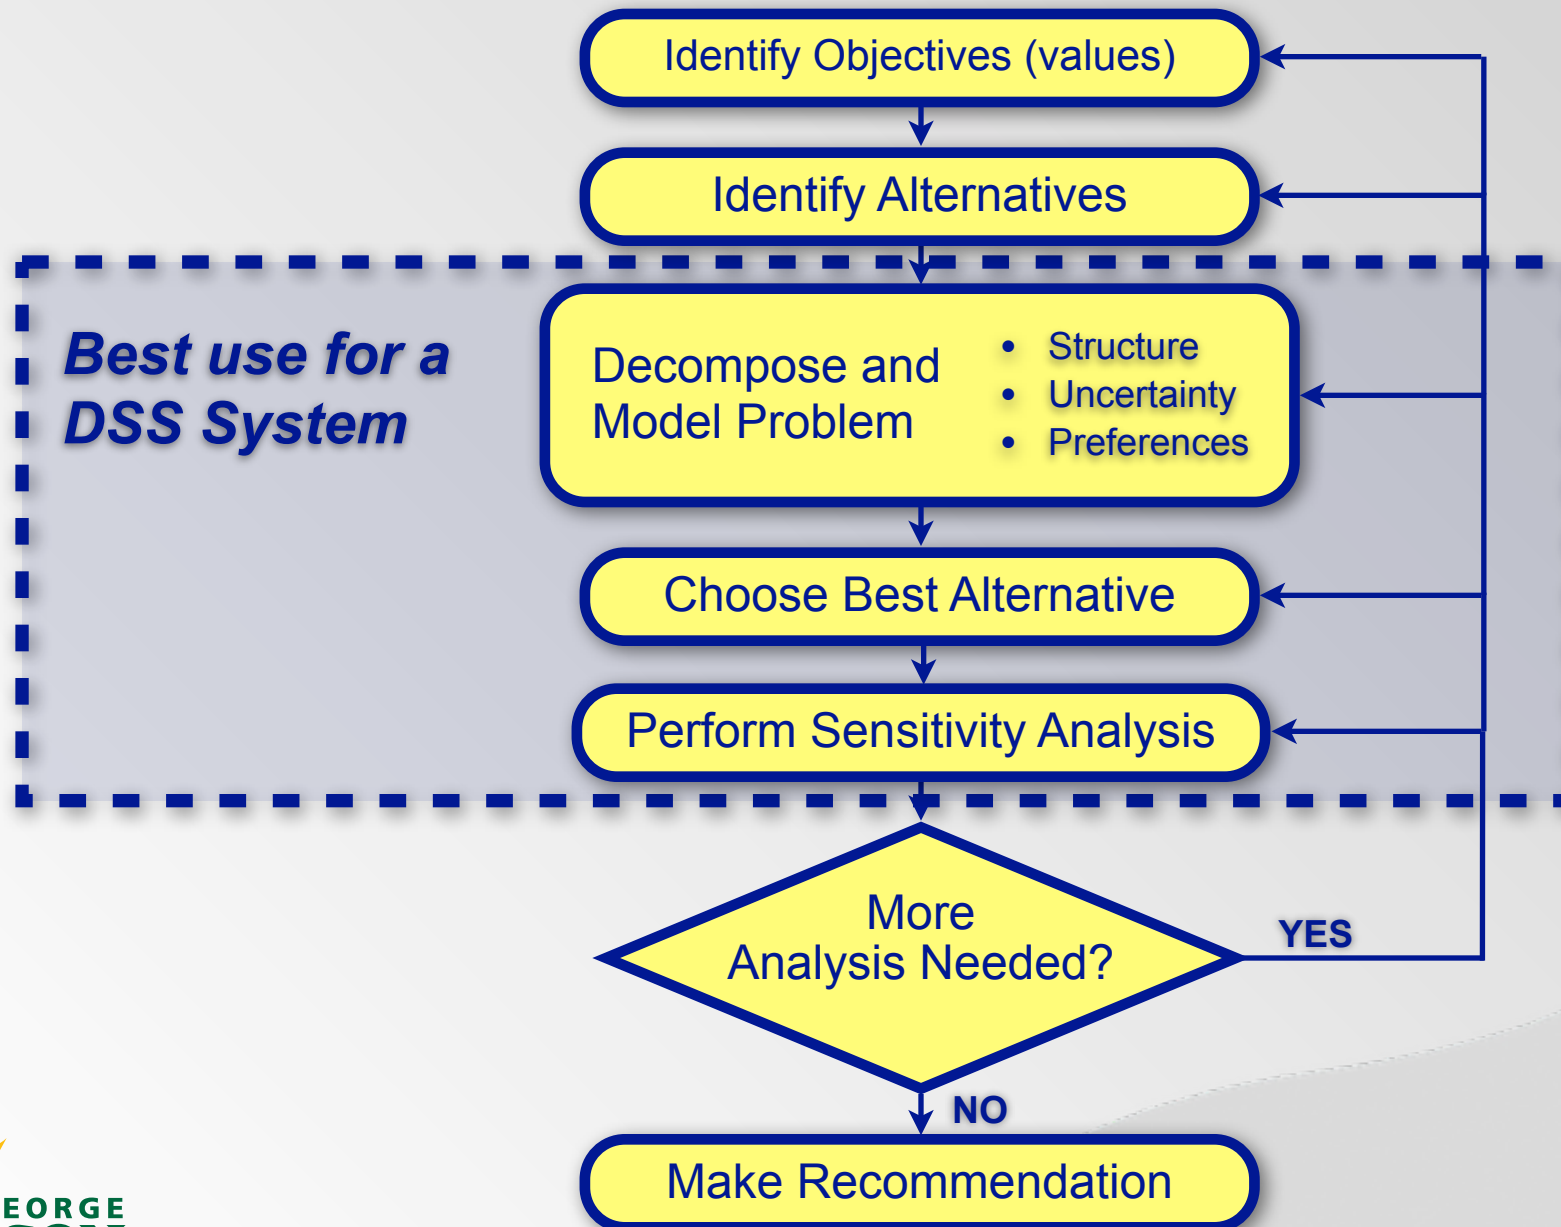 Identify Objectives (values)
Identify Alternatives
Best use for a
DSS System
Decompose and
Model Problem
• Structure
• Uncertainty
• Preferences
Choose Best Alternative
Perform Sensitivity Analysis
More
Analysis Needed?
YES
NO
Make Recommendation
EORGE